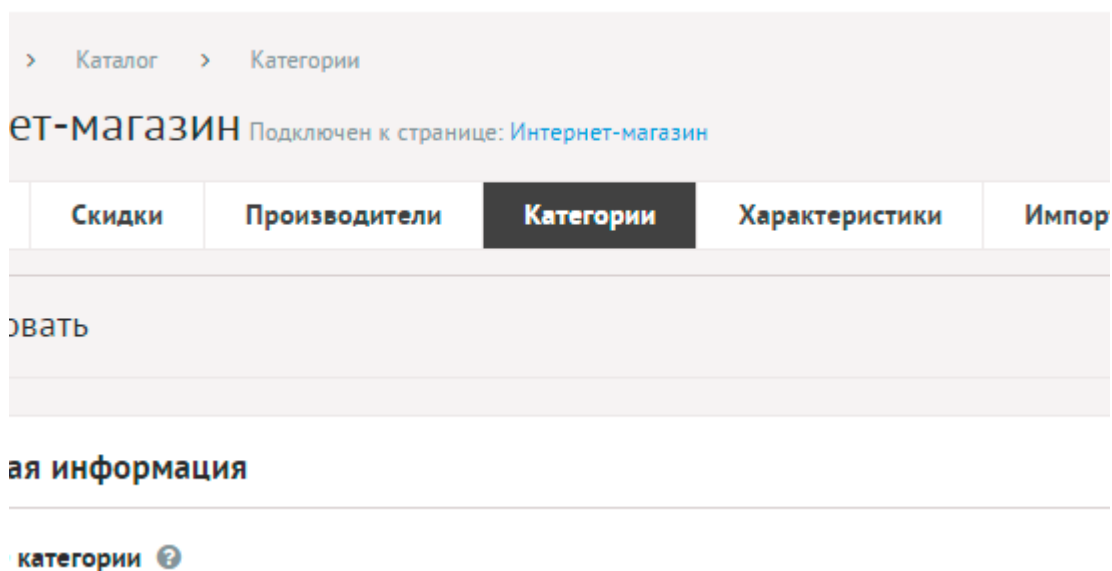 > Каталог > Категории
ет-магазин Подключен к странице: Интернет-магазин
Скидки Производители Категории Характеристики Импор
овать
ая информация
категории ?